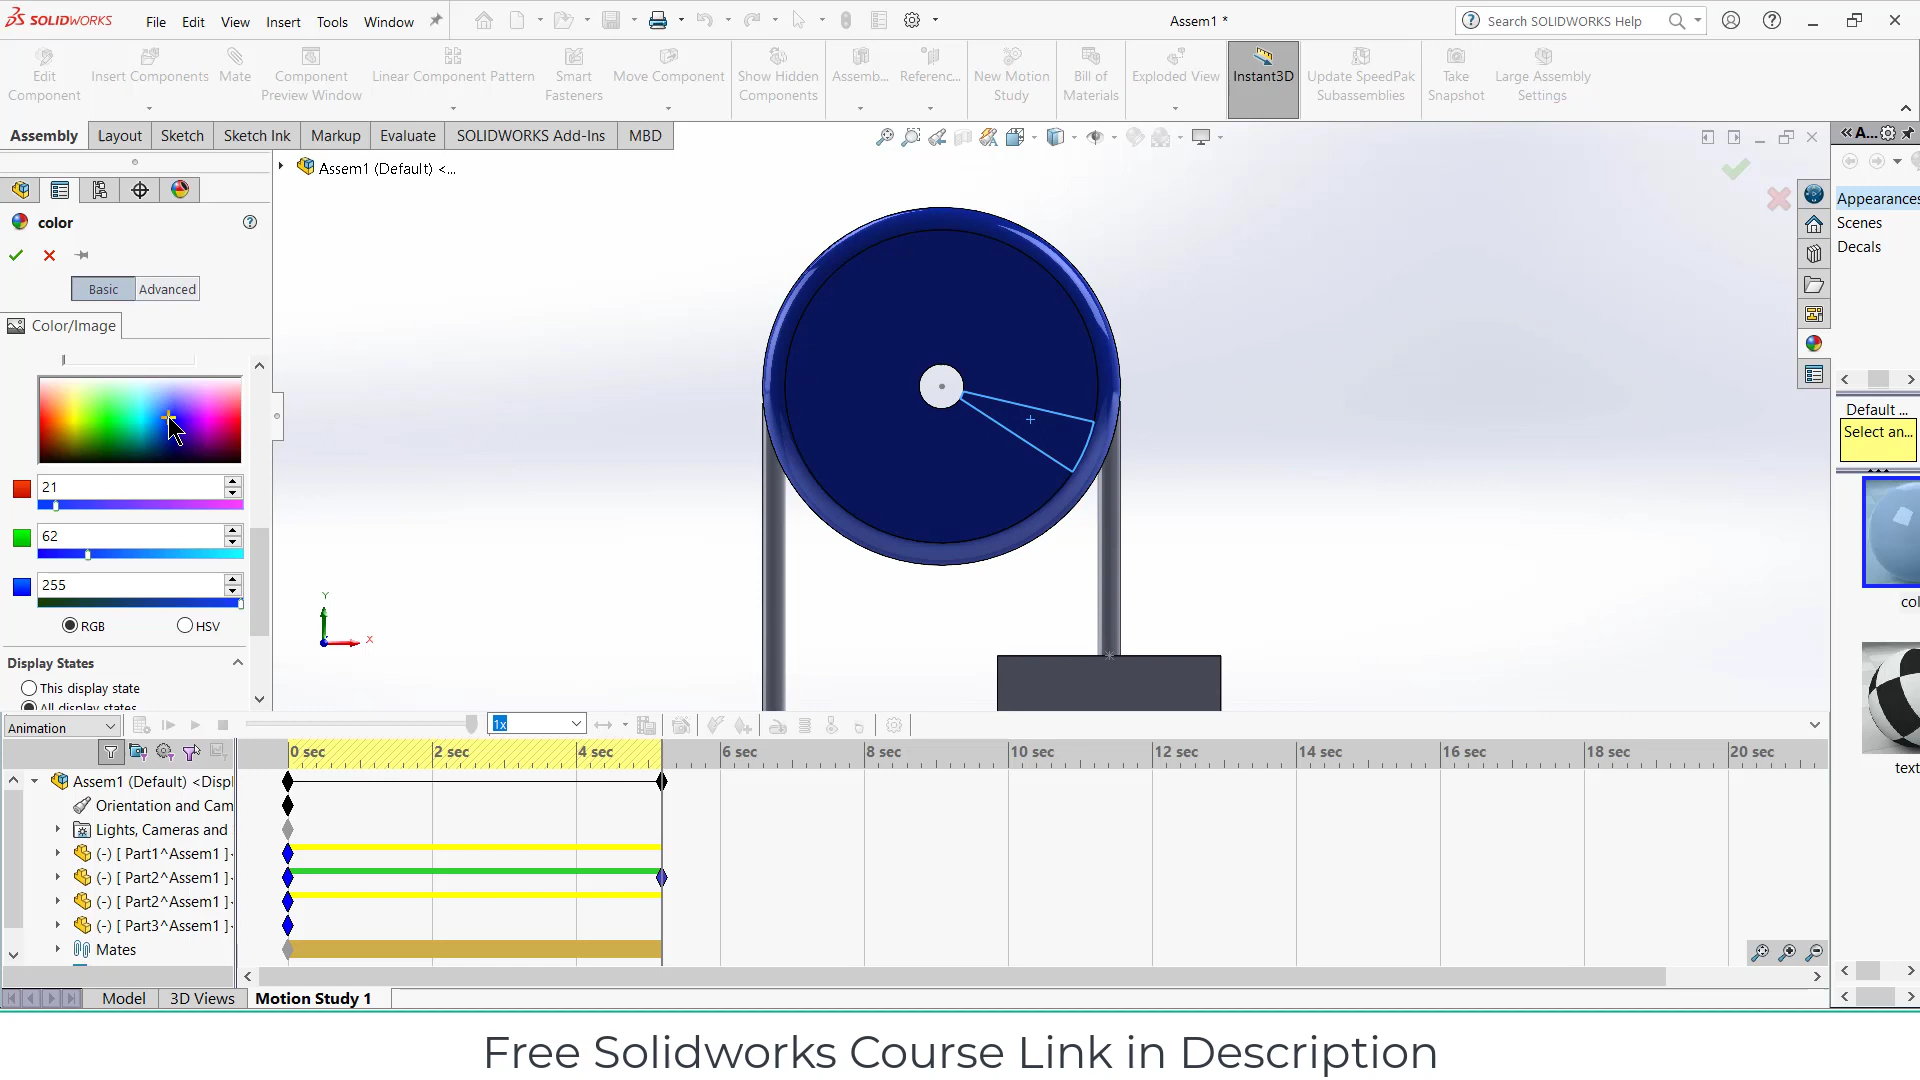 SOLIDWORKS File Edit View Insert Tools Window Assem1 * Search SOLIDWORKS Help
Edit Component
Insert Components
Mate
Component Preview Window
Linear Component Pattern
Smart Fasteners
Move Component
Show Hidden Components
Assemb...
Referenc...
New Motion Study
Bill of Materials
Exploded View
Instant3D
Update SpeedPak Subassemblies
Take Snapshot
Large Assembly Settings
Assembly Layout Sketch Sketch Ink Markup Evaluate SOLIDWORKS Add-Ins MBD
A...
Assem1 (Default) <...
color
Basic Advanced
Color/Image
21
62
255
RGB HSV
Display States
This display state
All display states
Y
X
Appearances
Scenes
Decals
Default ...
Select an...
col
text
Animation 1x
0 sec 2 sec 4 sec 6 sec 8 sec 10 sec 12 sec 14 sec 16 sec 18 sec 20 sec
Assem1 (Default) <Displ
Orientation and Cam
Lights, Cameras and
(-) [ Part1^Assem1 ]
(-) [ Part2^Assem1 ]
(-) [ Part2^Assem1 ]
(-) [ Part3^Assem1 ]
Mates
Model 3D Views Motion Study 1
Free Solidworks Course Link in Description